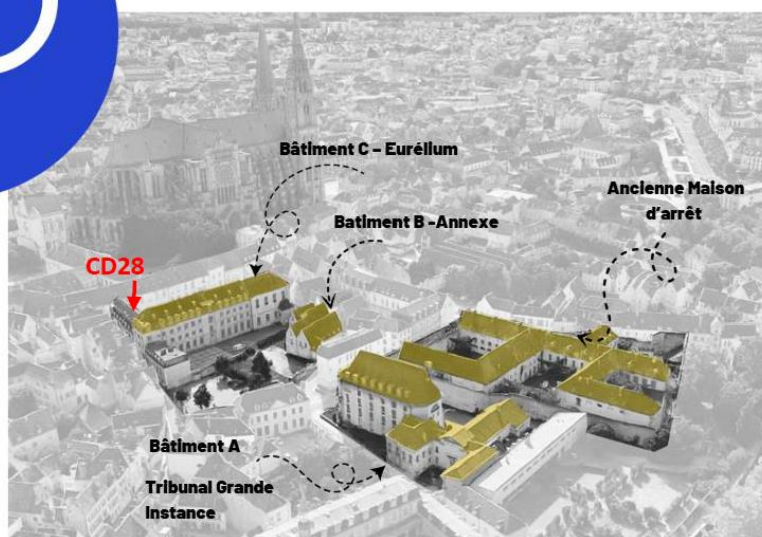 Bâtiment C – Eurélium
Ancienne Maison
d'arrêt
Batiment B -Annexe
CD28
Bâtiment A
Tribunal Grande
Instance